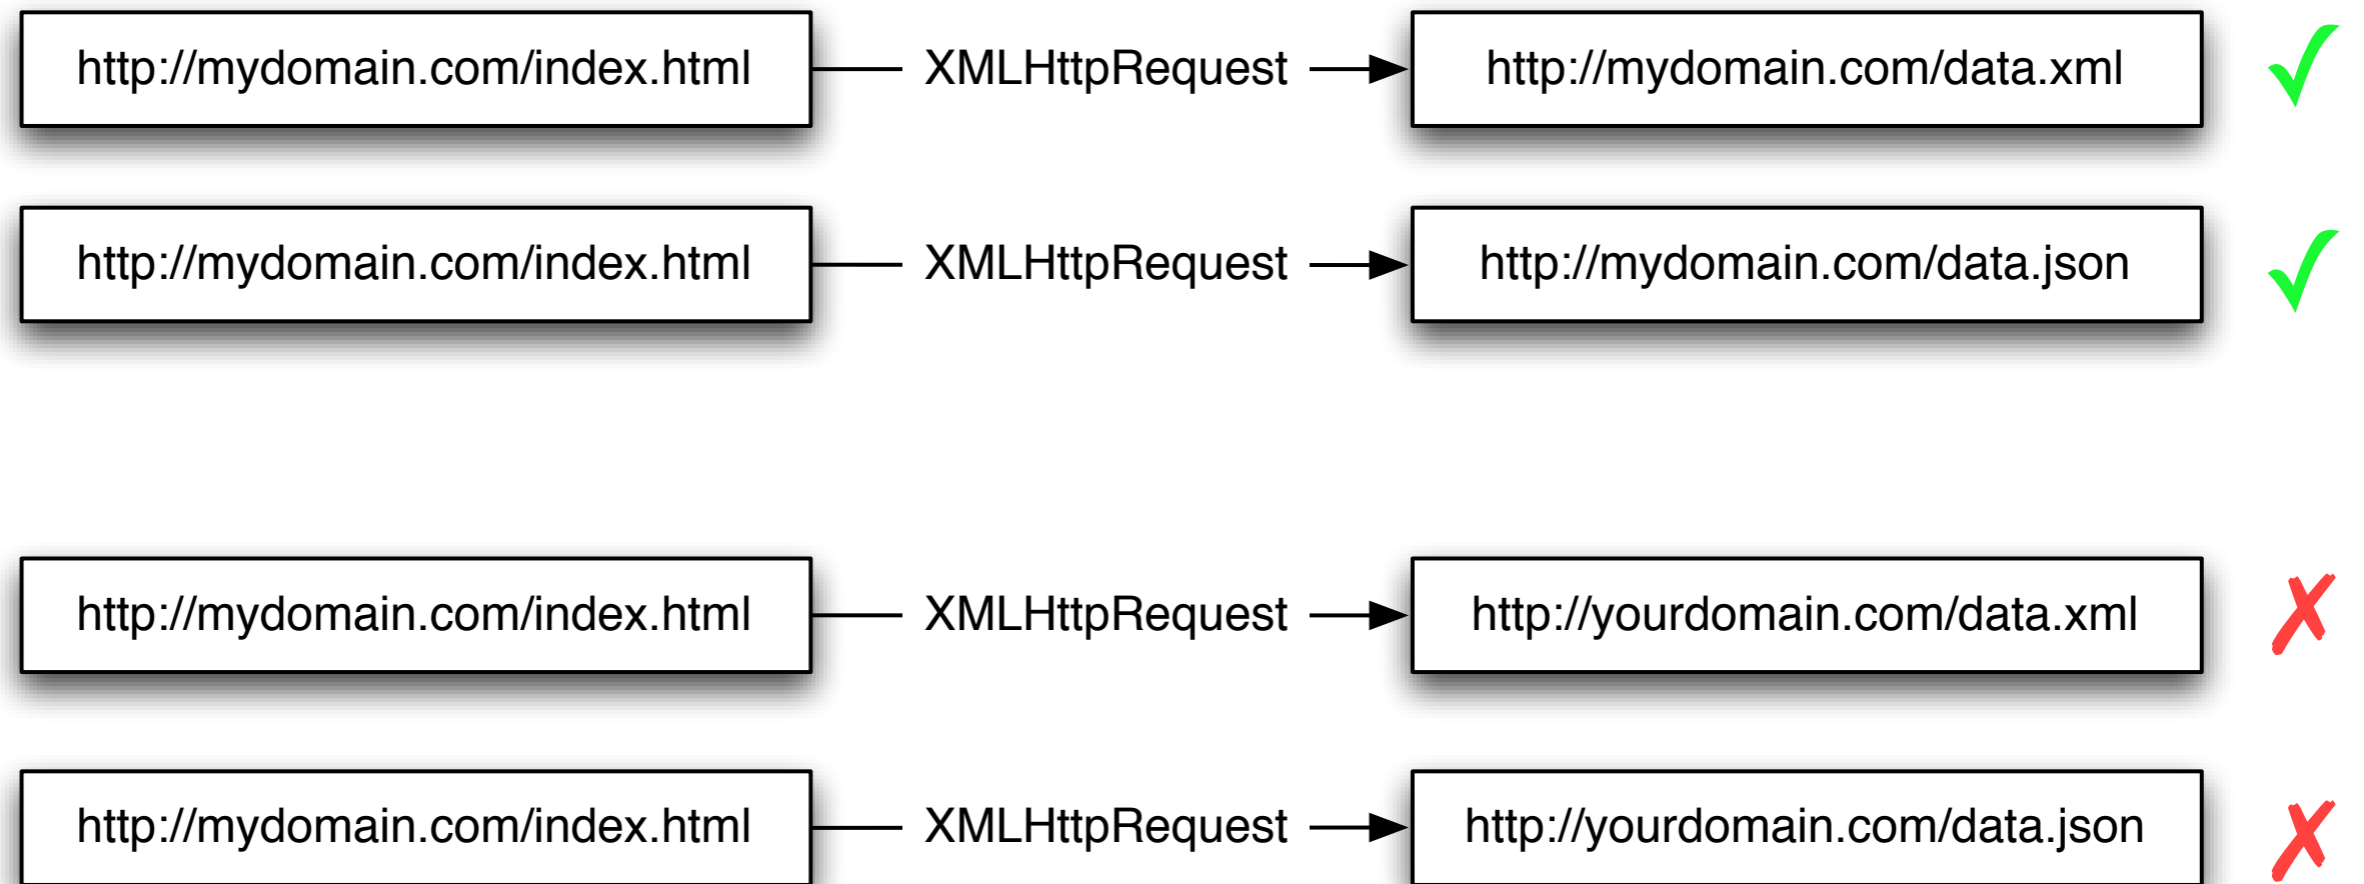 http://mydomain.com/index.html XMLHttpRequest http://mydomain.com/data.xml ✓
http://mydomain.com/index.html XMLHttpRequest http://mydomain.com/data.json ✓
http://mydomain.com/index.html XMLHttpRequest http://yourdomain.com/data.xml ✗
http://mydomain.com/index.html XMLHttpRequest http://yourdomain.com/data.json ✗